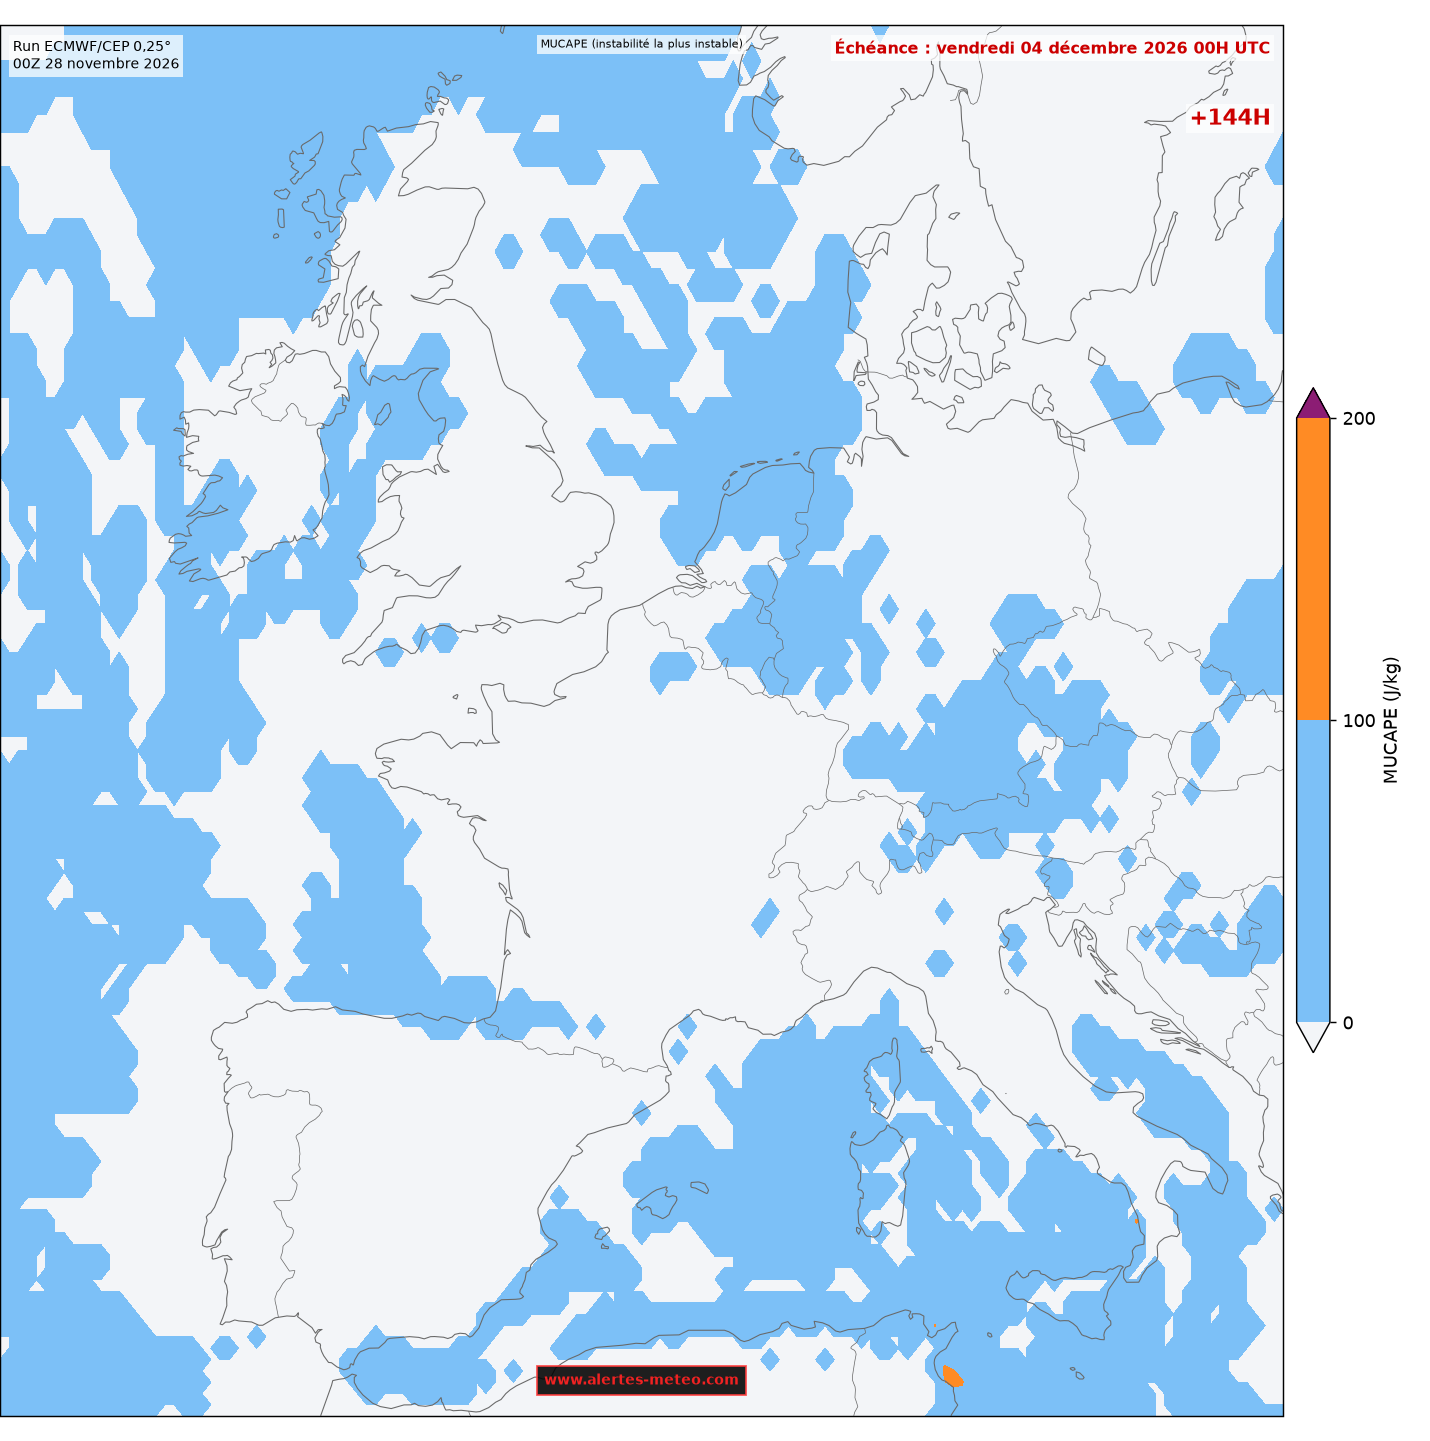 Run ECMWF/CEP 0,25°
00Z 28 novembre 2026
MUCAPE (instabilité la plus instable)
Échéance : vendredi 04 décembre 2026 00H UTC
+144H
200
100
0
MUCAPE (J/kg)
www.alertes-meteo.com